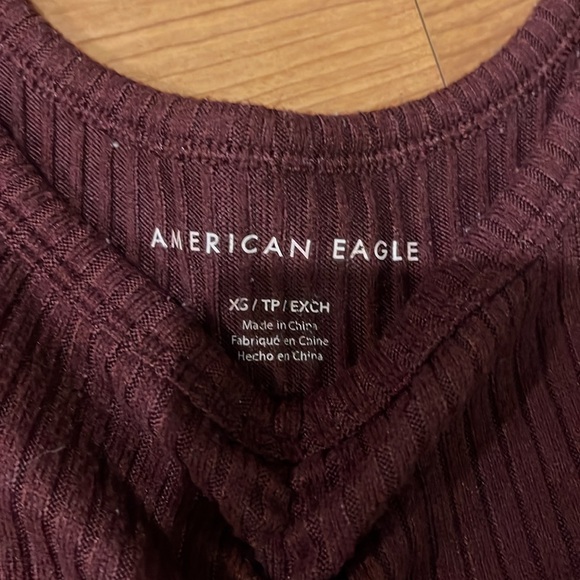 AMERICAN EAGLE
XS / TP / EXCH
Made in China
Fabriqué en Chine
Hecho en China